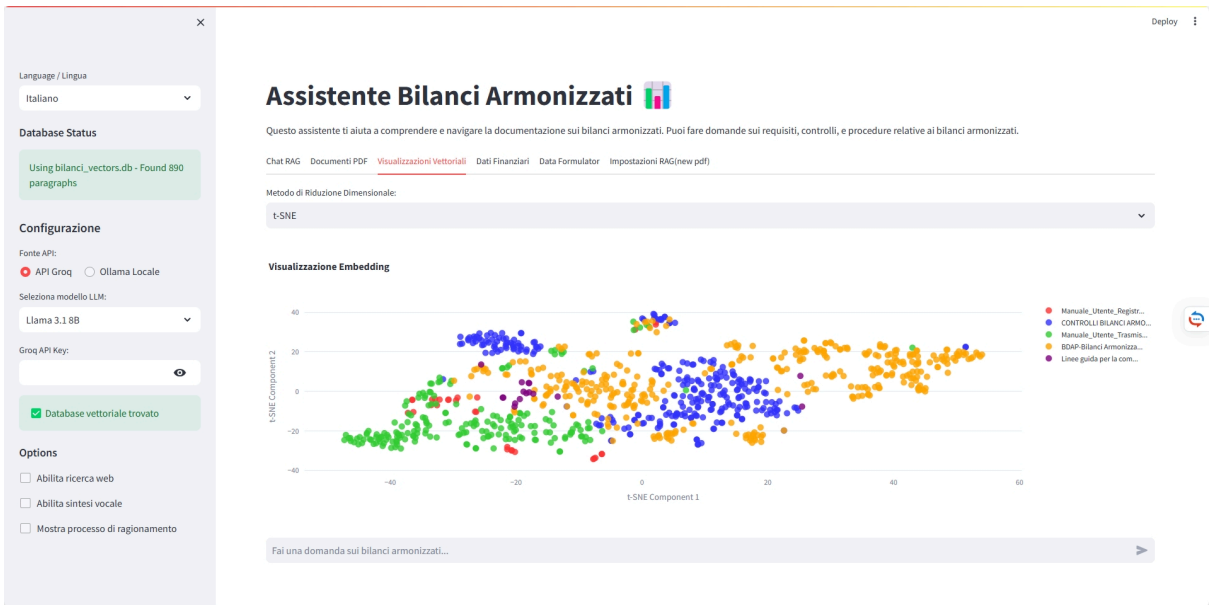 Deploy
Language / Lingua
Italiano
Database Status
Using bilanci_vectors.db - Found 890
paragraphs
Configurazione
Fonte API:
API Groq Ollama Locale
Seleziona modello LLM:
Llama 3.1 8B
Groq API Key:
Database vettoriale trovato
Options
Abilita ricerca web
Abilita sintesi vocale
Mostra processo di ragionamento
Assistente Bilanci Armonizzati
Questo assistente ti aiuta a comprendere e navigare la documentazione sui bilanci armonizzati. Puoi fare domande sui requisiti, controlli, e procedure relative ai bilanci armonizzati.
Chat RAG Documenti PDF Visualizzazioni Vettoriali Dati Finanziari Data Formulator Impostazioni RAG(new pdf)
Metodo di Riduzione Dimensionale:
t-SNE
Visualizzazione Embedding
40
20
0
−20
−40
t-SNE Component 2
−40 −20 0 20 40 60
t-SNE Component 1
Manuale_Utente_Registr...
CONTROLLI BILANCI ARMO...
Manuale_Utente_Trasmis...
BDAP-Bilanci Armonizza...
Linee guida per la com...
Fai una domanda sui bilanci armonizzati...